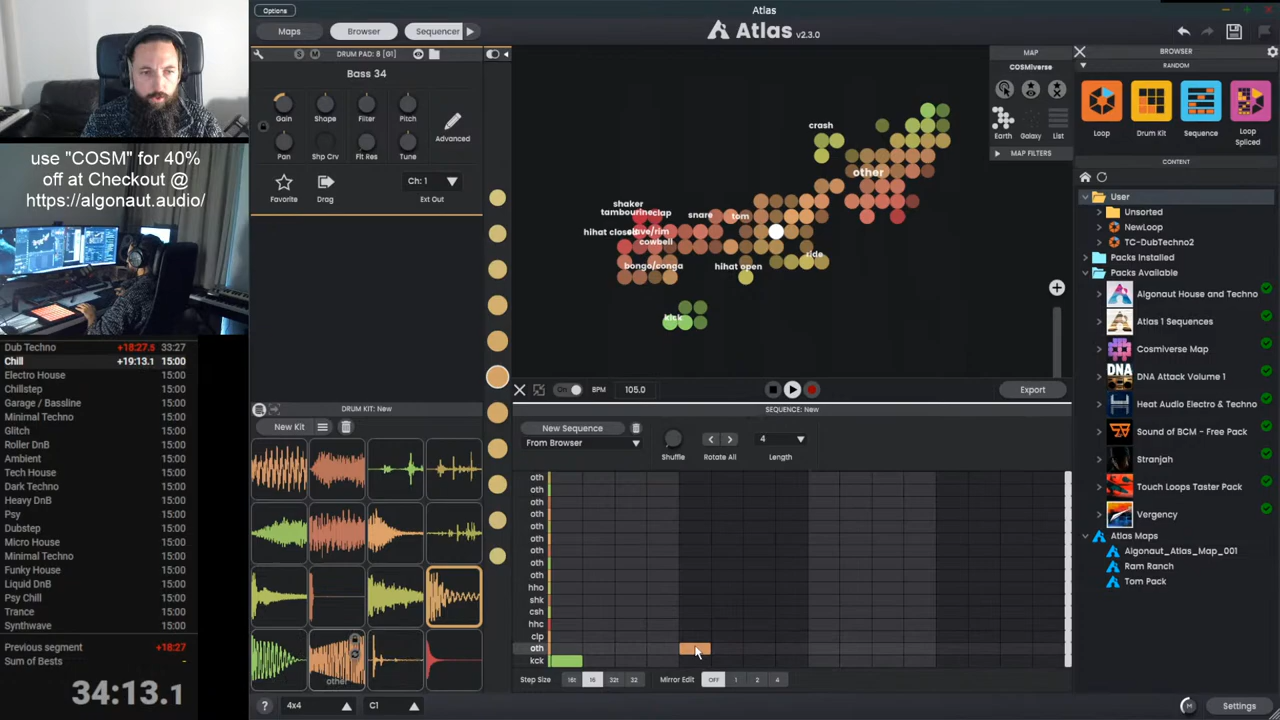 Options
Atlas
Maps
Browser
Sequencer
Atlas v2.3.0
S M DRUM PAD: 8 [G1]
Bass 34
Gain
Shape
Filter
Pitch
Pan
Shp Crv
Flt Res
Tune
Advanced
Favorite
Drag
Ch: 1
Ext Out
use "COSM" for 40%
off at Checkout @
https://algonaut.audio/
Dub Techno +18:27.5 33:27
Chill +19:13.1 15:00
Electro House 15:00
Chillstep 15:00
Garage / Bassline 15:00
Minimal Techno 15:00
Glitch 15:00
Roller DnB 15:00
Ambient 15:00
Tech House 15:00
Dark DnB 15:00
Heavy DnB 15:00
Psy 15:00
Dubstep 15:00
Micro House 15:00
Minimal Techno 15:00
Funky House 15:00
Liquid DnB 15:00
Psy Chill 15:00
Trance 15:00
Synthwave 15:00
Previous segment +18:27
Sum of Bests –
34:13.1
crash
other
shaker
tambourine
clap
snare
tom
hihat closed
clave/rim
cowbell
bongo/conga
hihat open
ride
kick
MAP
COSMIverse
Earth
Galaxy
List
MAP FILTERS
On
BPM 105.0
Export
DRUM KIT: New
New Kit
other
SEQUENCE: New
New Sequence
From Browser
Shuffle
Rotate All
4
Length
oth
oth
oth
oth
oth
oth
oth
oth
oth
hho
shk
csh
hhc
clp
oth
kck
Step Size 16t 16 32t 32
Mirror Edit OFF 1 2 4
? 4x4 C1
Settings
BROWSER
RANDOM
Loop
Drum Kit
Sequence
Loop
Spliced
CONTENT
User
Unsorted
NewLoop
TC-DubTechno2
Packs Installed
Packs Available
Algonaut House and Techno
Atlas 1 Sequences
Cosmiverse Map
DNA Attack Volume 1
Heat Audio Electro & Techno
Sound of BCM - Free Pack
Stranjah
Touch Loops Taster Pack
Vergency
Atlas Maps
Algonaut_Atlas_Map_001
Ram Ranch
Tom Pack